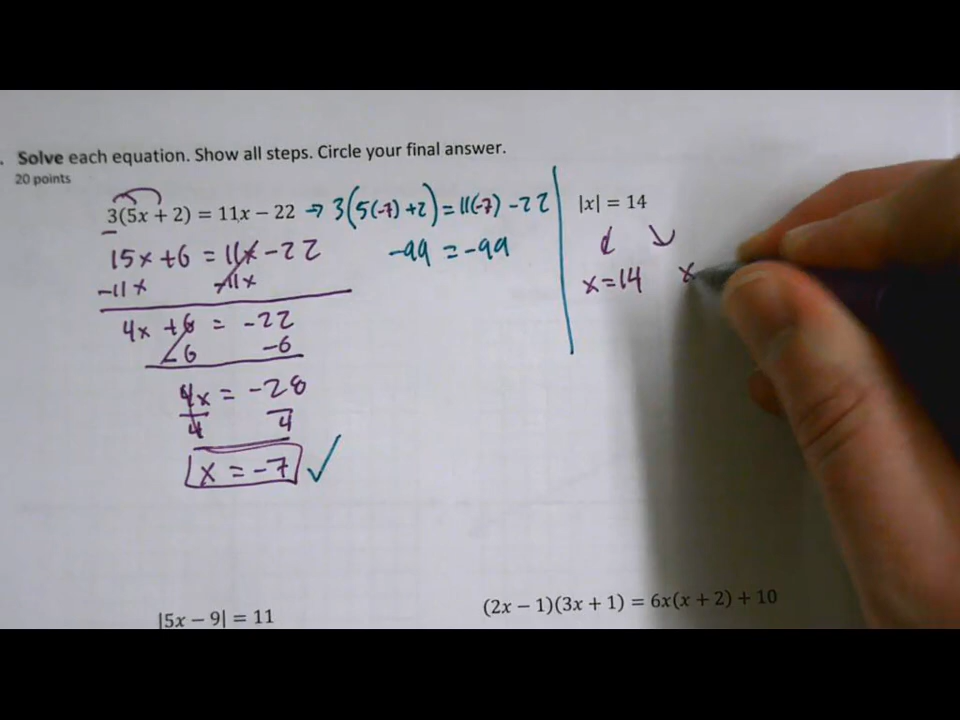 . Solve each equation. Show all steps. Circle your final answer.
20 points
3(5x + 2) = 11x − 22 → 3(5(-7)+2)=11(-7)-22
15x+6 = 11x-22
-99 = -99
-11x -11x
4x +6 = -22
-6 -6
4x = -28
4 4
x = -7 ✓
|x| = 14
x=14 x
|5x − 9| = 11
(2x − 1)(3x + 1) = 6x(x + 2) + 10